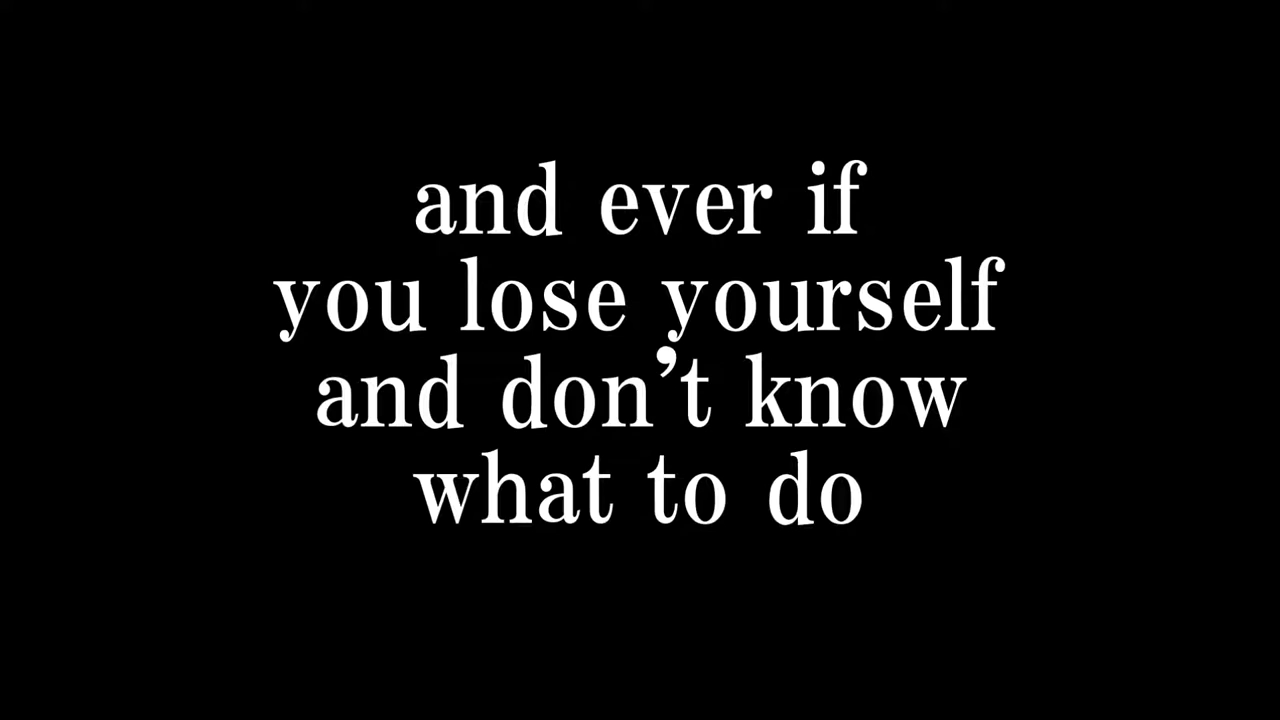 and ever if
you lose yourself
and don’t know
what to do